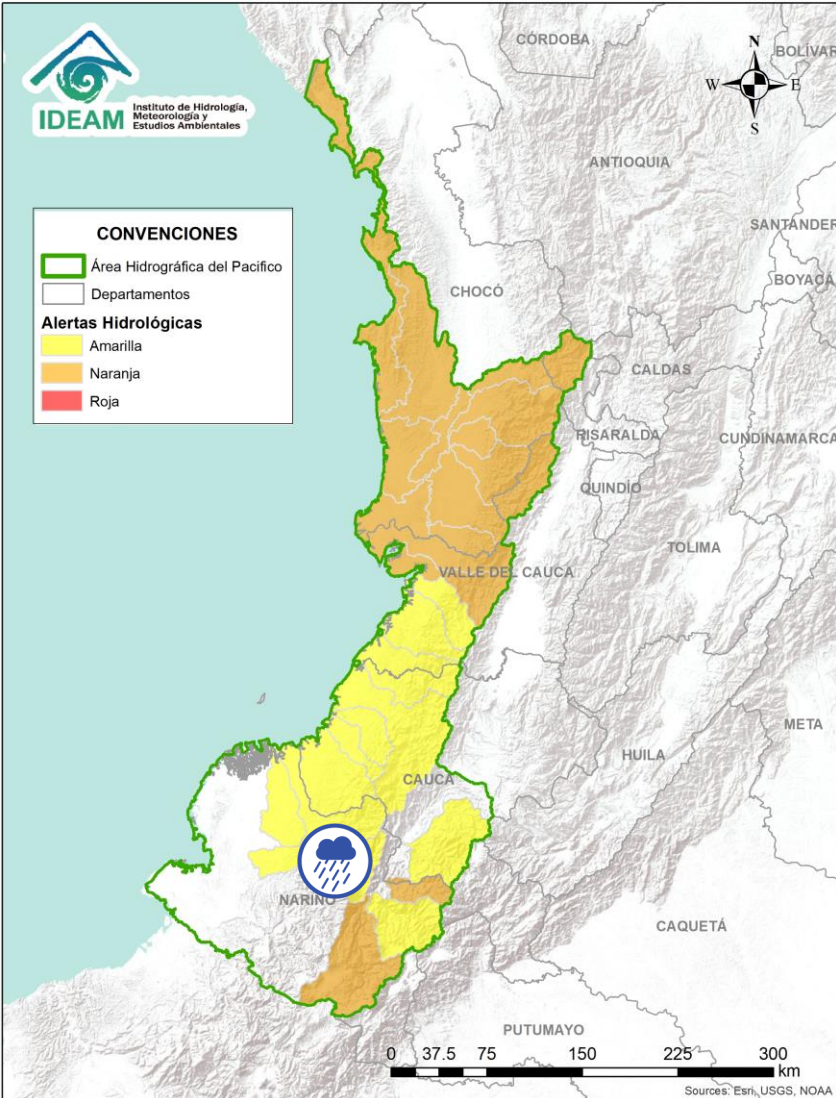 IDEAM
Instituto de Hidrología,
Meteorología y
Estudios Ambientales
N
W
E
S
CÓRDOBA
BOLÍVAR
ANTIOQUIA
SANTANDER
BOYACÁ
CHOCÓ
CONVENCIONES
Área Hidrográfica del Pacifico
Departamentos
Alertas Hidrológicas
Amarilla
Naranja
Roja
CALDAS
RISARALDA
CUNDINAMARCA
QUINDÍO
TOLIMA
VALLE DEL CAUCA
META
HUILA
CAUCA
NARIÑO
CAQUETÁ
PUTUMAYO
0 37.5 75 150 225 300
km
Sources: Esri, USGS, NOAA